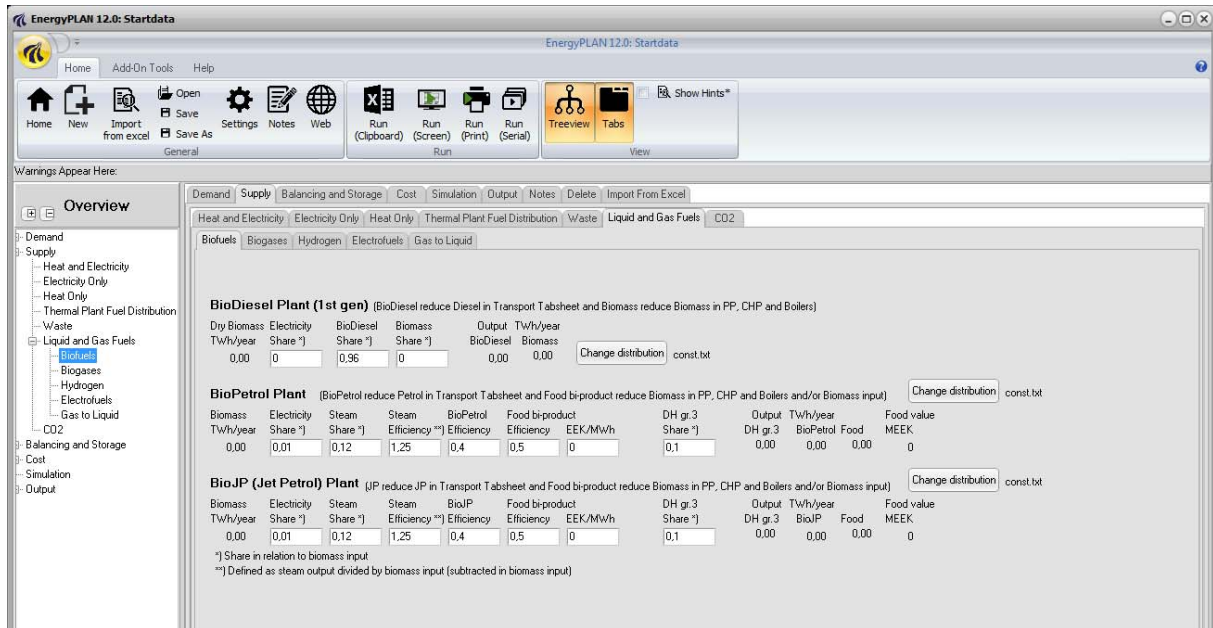 EnergyPLAN 12.0: Startdata
EnergyPLAN 12.0: Startdata
Home Add-On Tools Help
Home New Import from excel Open Save Save As Settings Notes Web Run (Clipboard) Run (Screen) Run (Print) Run (Serial) Treeview Tabs Show Hints*
General Run View
Warnings Appear Here:
Overview
Demand
Supply
Heat and Electricity
Electricity Only
Heat Only
Thermal Plant Fuel Distribution
Waste
Liquid and Gas Fuels
Biofuels
Biogases
Hydrogen
Electrofuels
Gas to Liquid
CO2
Balancing and Storage
Cost
Simulation
Output
Demand Supply Balancing and Storage Cost Simulation Output Notes Delete Import From Excel
Heat and Electricity Electricity Only Heat Only Thermal Plant Fuel Distribution Waste Liquid and Gas Fuels CO2
Biofuels Biogases Hydrogen Electrofuels Gas to Liquid
BioDiesel Plant (1st gen) (BioDiesel reduce Diesel in Transport Tabsheet and Biomass reduce Biomass in PP, CHP and Boilers)
Dry Biomass Electricity BioDiesel Biomass Output TWh/year
TWh/year Share *) Share *) Share *) BioDiesel Biomass
0,00 0 0,96 0 0,00 0,00 Change distribution const.txt
BioPetrol Plant (BioPetrol reduce Petrol in Transport Tabsheet and Food bi-product reduce Biomass in PP, CHP and Boilers and/or Biomass input) Change distribution const.txt
Biomass Electricity Steam Steam BioPetrol Food bi-product DH gr.3 Output TWh/year Food value
TWh/year Share *) Share *) Efficiency **) Efficiency Efficiency EEK/MWh Share *) DH gr.3 BioPetrol Food MEEK
0,00 0,01 0,12 1,25 0,4 0,5 0 0,1 0,00 0,00 0,00 0
BioJP (Jet Petrol) Plant (JP reduce JP in Transport Tabsheet and Food bi-product reduce Biomass in PP, CHP and Boilers and/or Biomass input) Change distribution const.txt
Biomass Electricity Steam Steam BioJP Food bi-product DH gr.3 Output TWh/year Food value
TWh/year Share *) Share *) Efficiency **) Efficiency Efficiency EEK/MWh Share *) DH gr.3 BioJP Food MEEK
0,00 0,01 0,12 1,25 0,4 0,5 0 0,1 0,00 0,00 0,00 0
*) Share in relation to biomass input
**) Defined as steam output divided by biomass input (subtracted in biomass input)